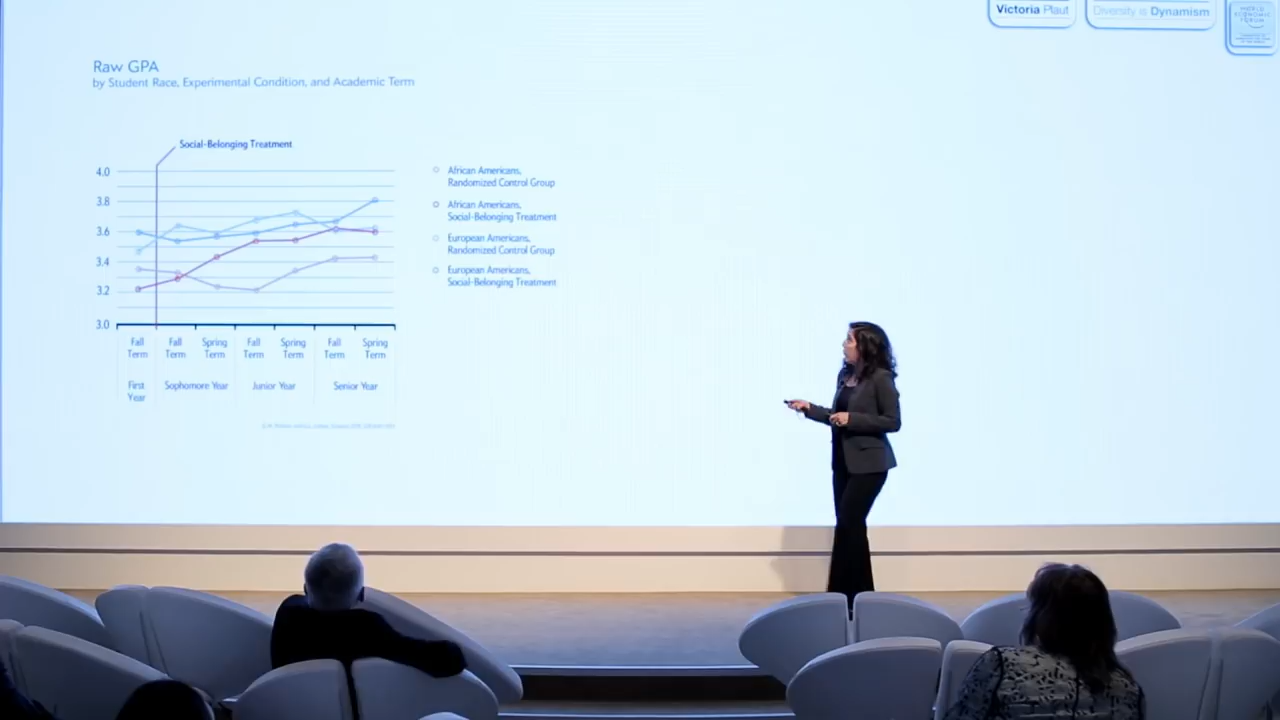 Victoria Plaut
Diversity is Dynamism
WORLD
ECONOMIC
FORUM
Raw GPA
by Student Race, Experimental Condition, and Academic Term
Social-Belonging Treatment
4.0
3.8
3.6
3.4
3.2
3.0
Fall Term
Fall Term
Spring Term
Fall Term
Spring Term
Fall Term
Spring Term
First Year
Sophomore Year
Junior Year
Senior Year
African Americans,
Randomized Control Group
African Americans,
Social-Belonging Treatment
European Americans,
Randomized Control Group
European Americans,
Social-Belonging Treatment